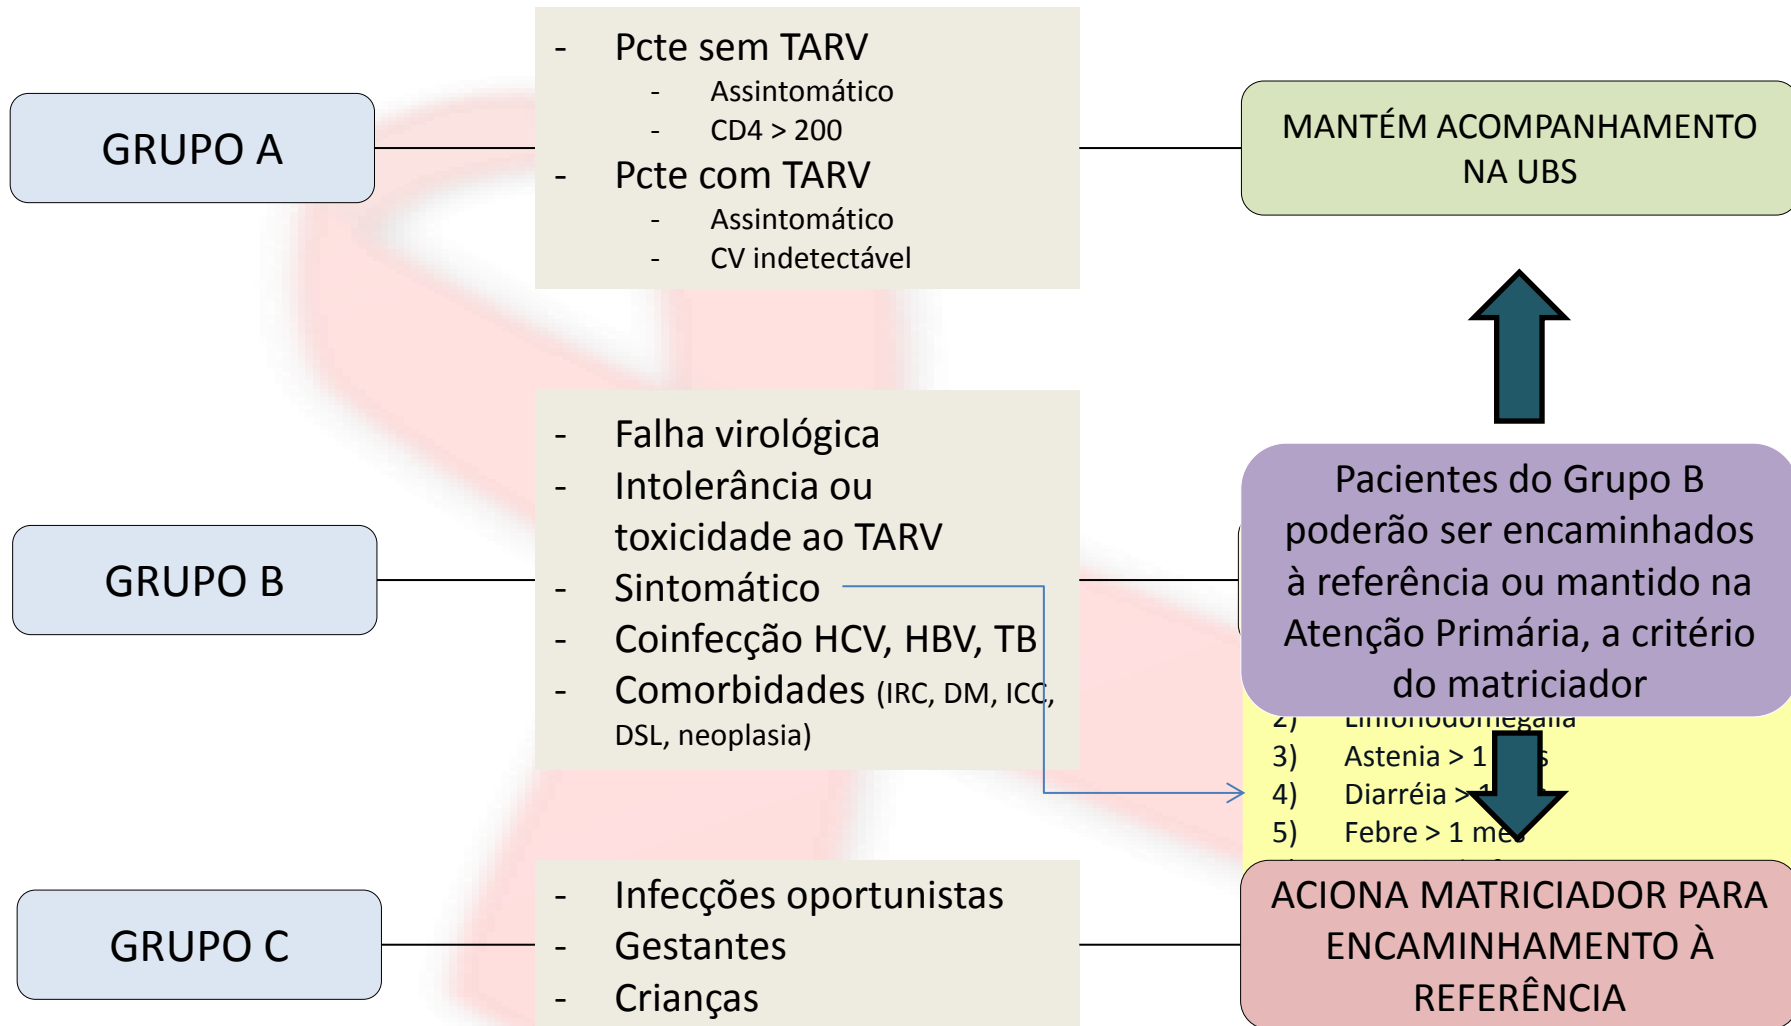 GRUPO A
- Pcte sem TARV
- Assintomático
- CD4 > 200
- Pcte com TARV
- Assintomático
- CV indetectável
MANTÉM ACOMPANHAMENTO
NA UBS
GRUPO B
- Falha virológica
- Intolerância ou
toxicidade ao TARV
- Sintomático
- Coinfecção HCV, HBV, TB
- Comorbidades (IRC, DM, ICC,
DSL, neoplasia)
Pacientes do Grupo B
poderão ser encaminhados
à referência ou mantido na
Atenção Primária, a critério
do matriciador
2) Linfonodomegalia
3) Astenia > 1
4) Diarréia >
5) Febre > 1 mês
GRUPO C
- Infecções oportunistas
- Gestantes
- Crianças
ACIONA MATRICIADOR PARA
ENCAMINHAMENTO À
REFERÊNCIA